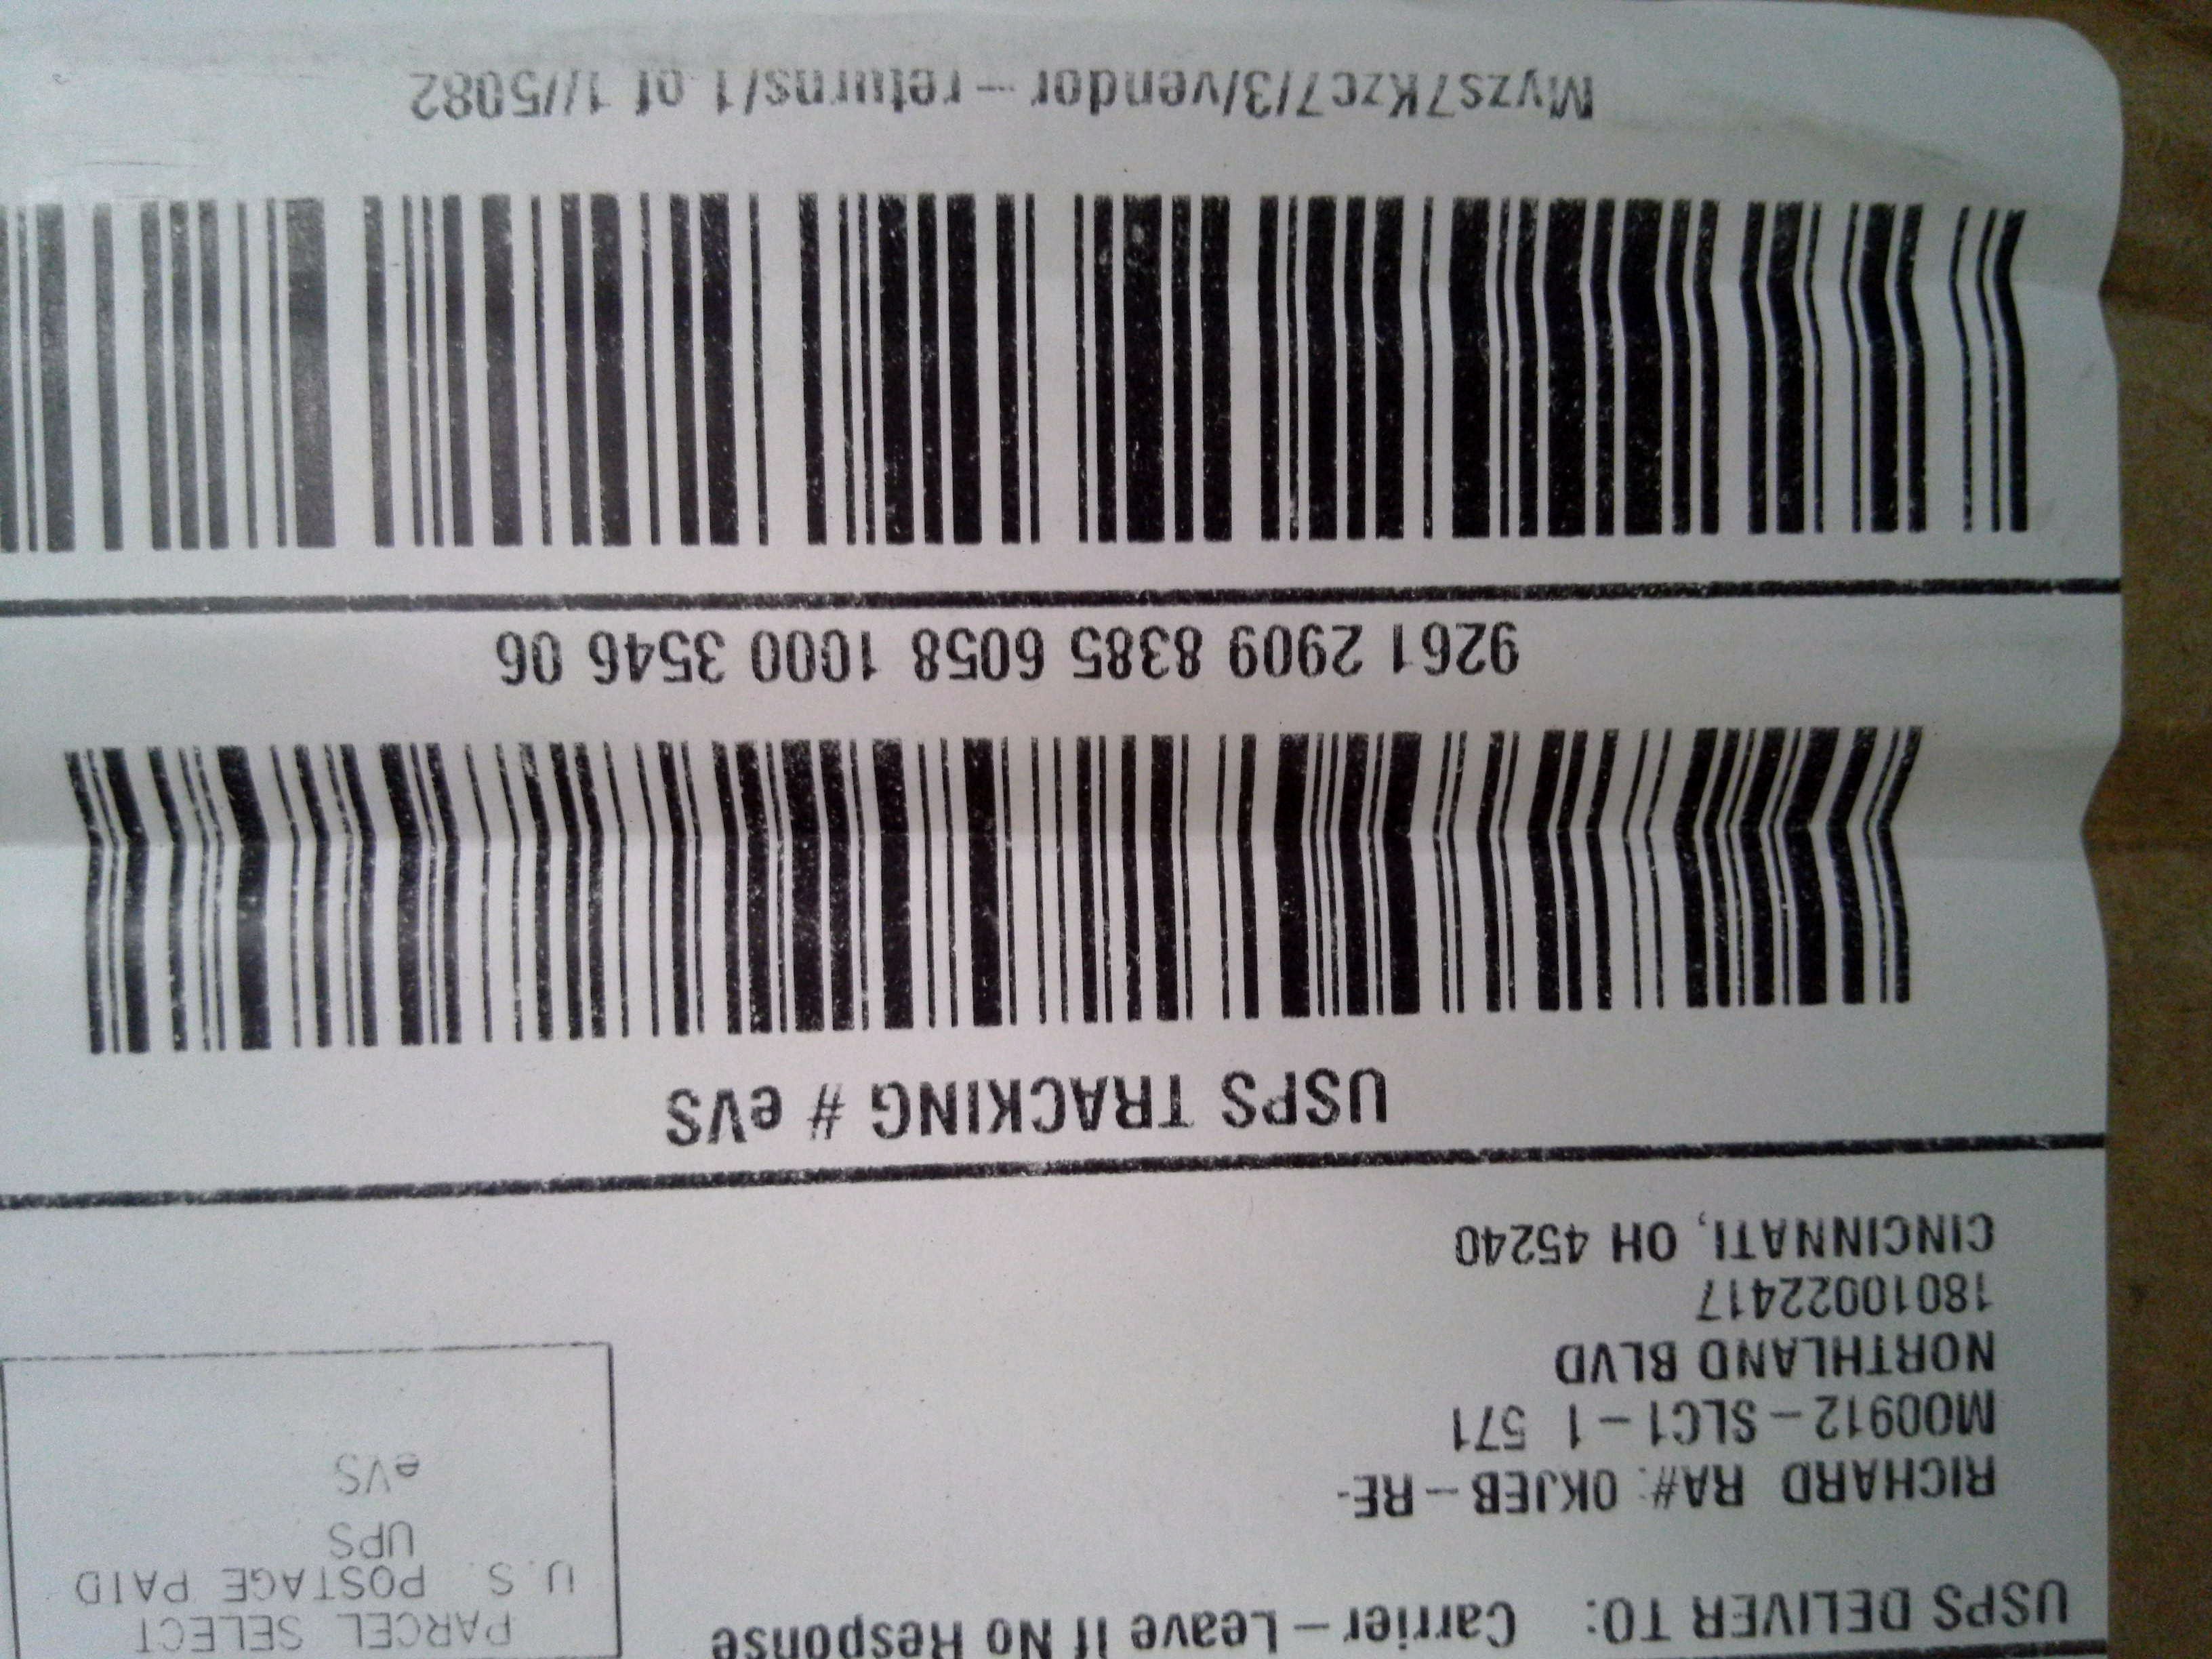 USPS DELIVER TO: Carrier – Leave If No Response
PARCEL SELECT
U.S. POSTAGE PAID
UPS
eVS
RICHARD RA#: OKJEB – RE-
M00912 – SLC1 – 1 571
NORTHLAND BLVD
18010022417
CINCINNATI, OH 45240
USPS TRACKING # eVS
9261 2909 8385 6058 1000 3546 06
Myzs7Kzc7/3/vendor – returns/1 of 1//5082